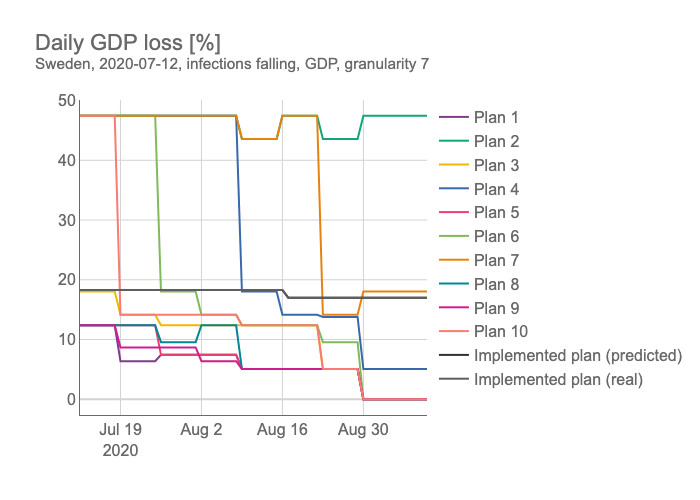 Daily GDP loss [%]
Sweden, 2020-07-12, infections falling, GDP, granularity 7
50
40
30
20
10
0
Jul 19
2020
Aug 2
Aug 16
Aug 30
Plan 1
Plan 2
Plan 3
Plan 4
Plan 5
Plan 6
Plan 7
Plan 8
Plan 9
Plan 10
Implemented plan (predicted)
Implemented plan (real)